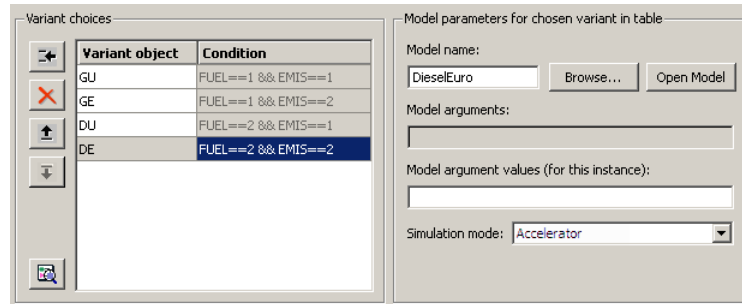 Variant choices
Variant object Condition
GU FUEL==1 && EMIS==1
GE FUEL==1 && EMIS==2
DU FUEL==2 && EMIS==1
DE FUEL==2 && EMIS==2
Model parameters for chosen variant in table
Model name:
DieselEuro Browse... Open Model
Model arguments:
Model argument values (for this instance):
Simulation mode: Accelerator